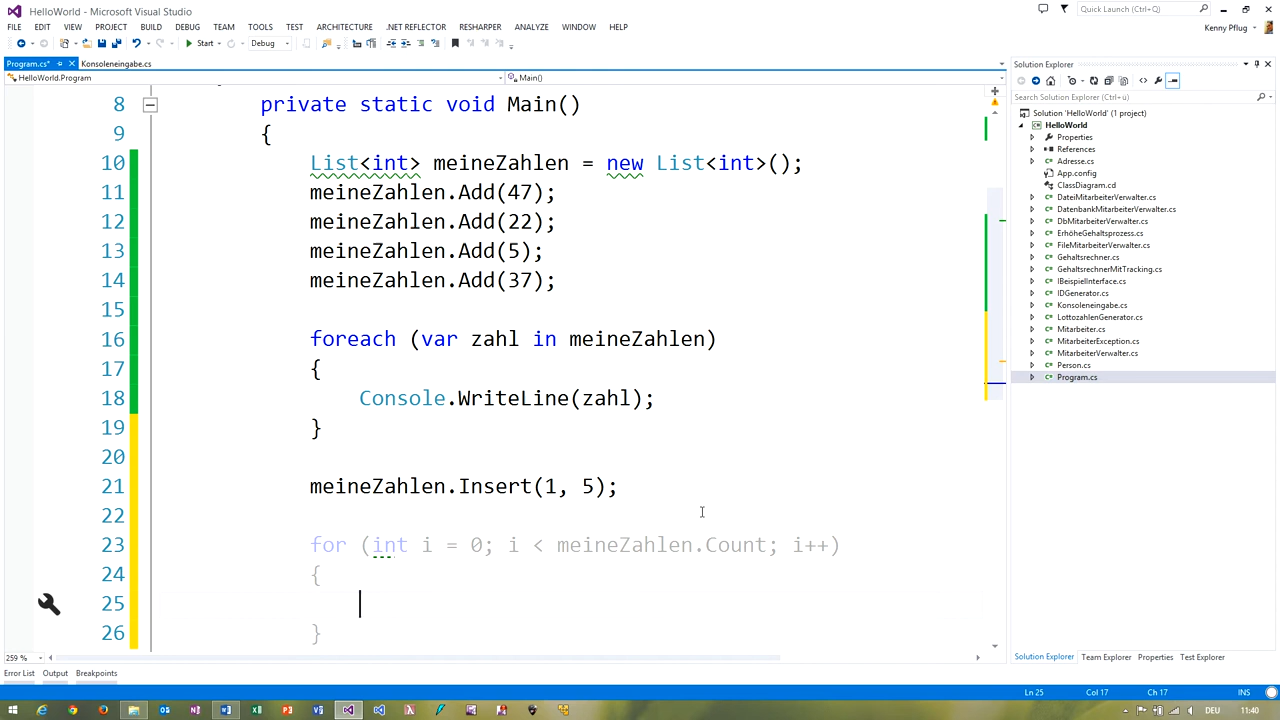 HelloWorld - Microsoft Visual Studio
Quick Launch (Ctrl+Q)
FILE EDIT VIEW PROJECT BUILD DEBUG TEAM TOOLS TEST ARCHITECTURE .NET REFLECTOR RESHARPER ANALYZE WINDOW HELP
Kenny Pflug
Start Debug
Program.cs* Konsoleneingabe.cs
HelloWorld.Program Main()
8 private static void Main()
9 {
10 List<int> meineZahlen = new List<int>();
11 meineZahlen.Add(47);
12 meineZahlen.Add(22);
13 meineZahlen.Add(5);
14 meineZahlen.Add(37);
15
16 foreach (var zahl in meineZahlen)
17 {
18 Console.WriteLine(zahl);
19 }
20
21 meineZahlen.Insert(1, 5);
22
23 for (int i = 0; i < meineZahlen.Count; i++)
24 {
25
26 }
259 %
Error List Output Breakpoints
Solution Explorer
Search Solution Explorer (Ctrl+ü)
Solution 'HelloWorld' (1 project)
HelloWorld
Properties
References
Adresse.cs
App.config
ClassDiagram.cd
DateiMitarbeiterVerwalter.cs
DatenbankMitarbeiterVerwalter.cs
DbMitarbeiterVerwalter.cs
ErhöheGehaltsprozess.cs
FileMitarbeiterVerwalter.cs
Gehaltsrechner.cs
GehaltsrechnerMitTracking.cs
IBeispielInterface.cs
IDGenerator.cs
Konsoleneingabe.cs
LottozahlenGenerator.cs
Mitarbeiter.cs
MitarbeiterException.cs
MitarbeiterVerwalter.cs
Person.cs
Program.cs
Solution Explorer Team Explorer Properties Test Explorer
Ln 25 Col 17 Ch 17 INS
DEU 11:40